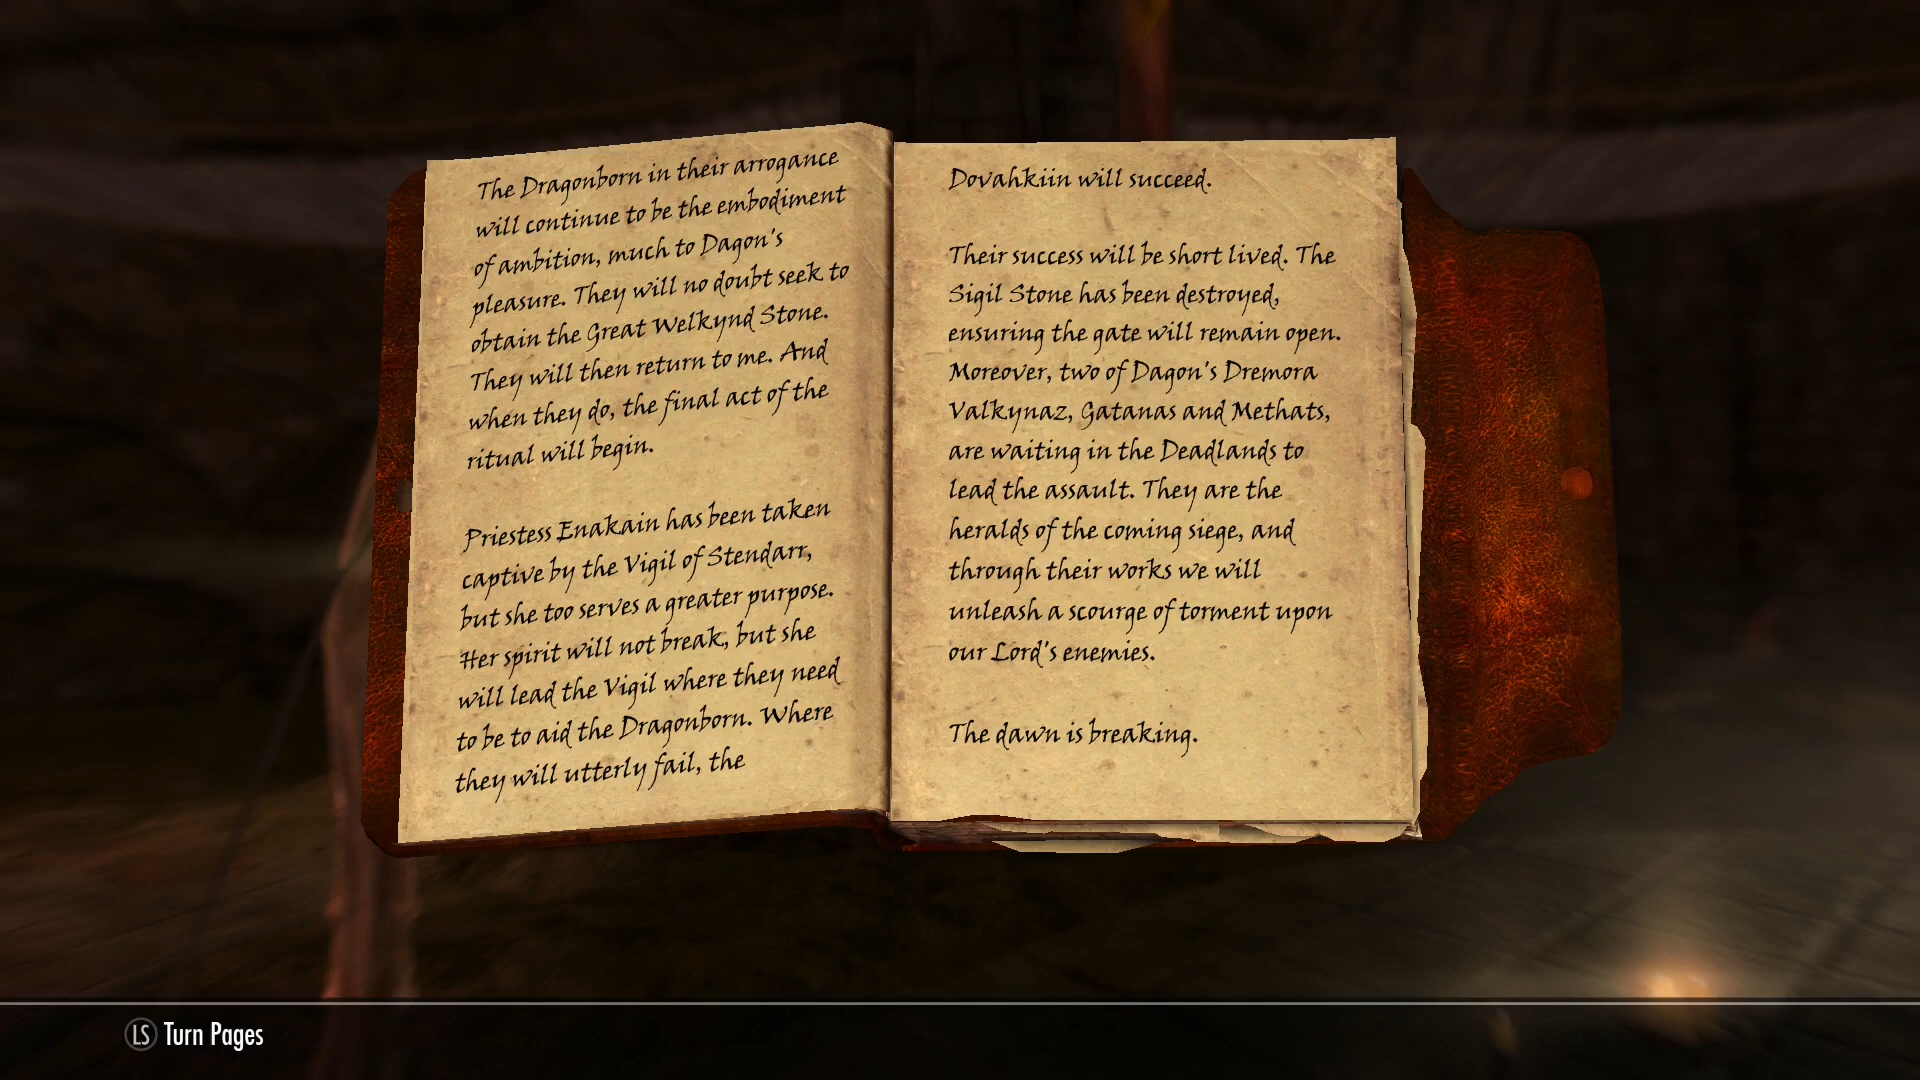 The Dragonborn in their arrogance
will continue to be the embodiment
of ambition, much to Dagon's
pleasure. They will no doubt seek to
obtain the Great Welkynd Stone.
They will then return to me. And
when they do, the final act of the
ritual will begin.
Priestess Enakain has been taken
captive by the Vigil of Stendarr,
but she too serves a greater purpose.
Her spirit will not break, but she
will lead the Vigil where they need
to be to aid the Dragonborn. Where
they will utterly fail, the
Dovahkiin will succeed.
Their success will be short lived. The
Sigil Stone has been destroyed,
ensuring the gate will remain open.
Moreover, two of Dagon's Dremora
Valkynaz, Gatanas and Methats,
are waiting in the Deadlands to
lead the assault. They are the
heralds of the coming siege, and
through their works we will
unleash a scourge of torment upon
our Lord's enemies.
The dawn is breaking.
LS Turn Pages